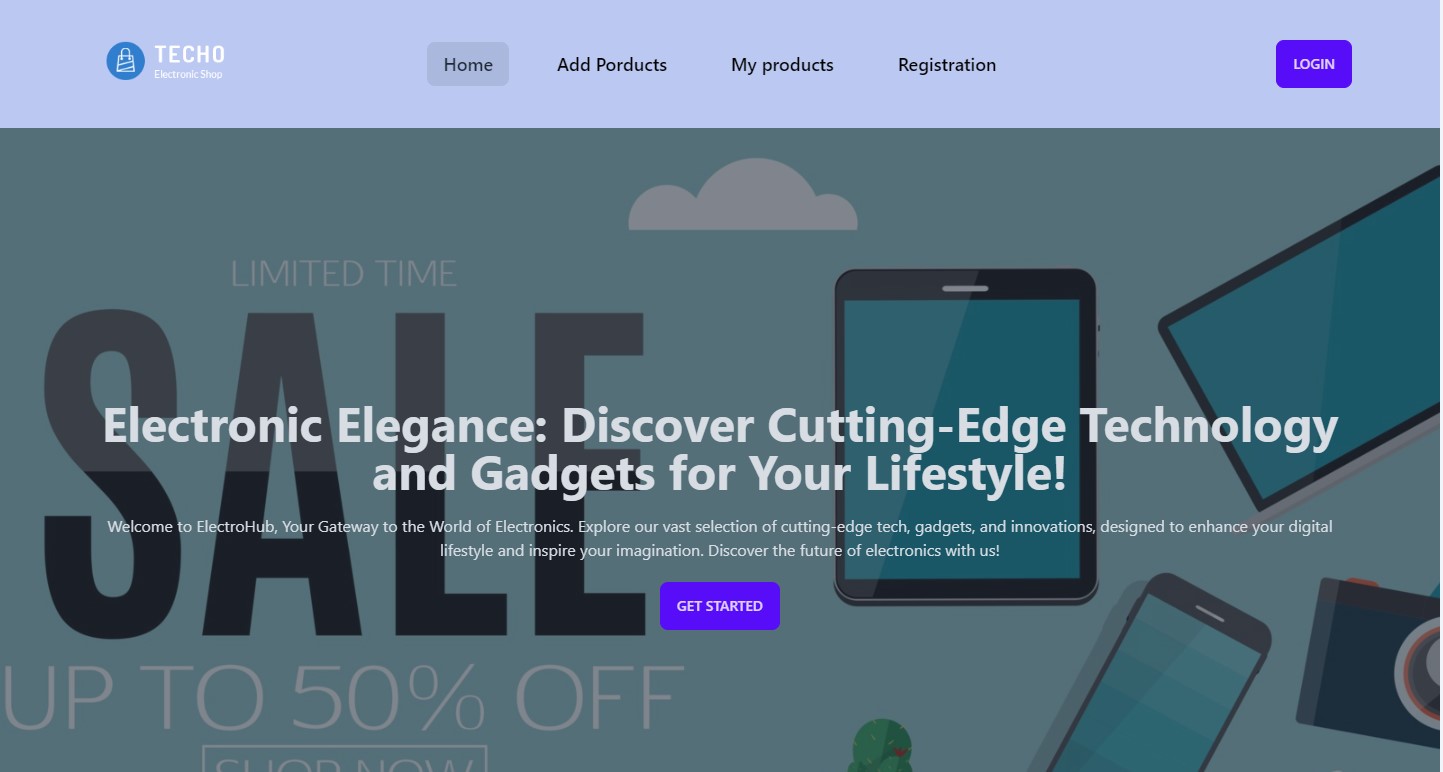 TECHO
Electronic Shop
Home
Add Porducts
My products
Registration
LOGIN
LIMITED TIME
SALE
Electronic Elegance: Discover Cutting-Edge Technology
and Gadgets for Your Lifestyle!
Welcome to ElectroHub, Your Gateway to the World of Electronics. Explore our vast selection of cutting-edge tech, gadgets, and innovations, designed to enhance your digital
lifestyle and inspire your imagination. Discover the future of electronics with us!
GET STARTED
UP TO 50% OFF
SHOP NOW